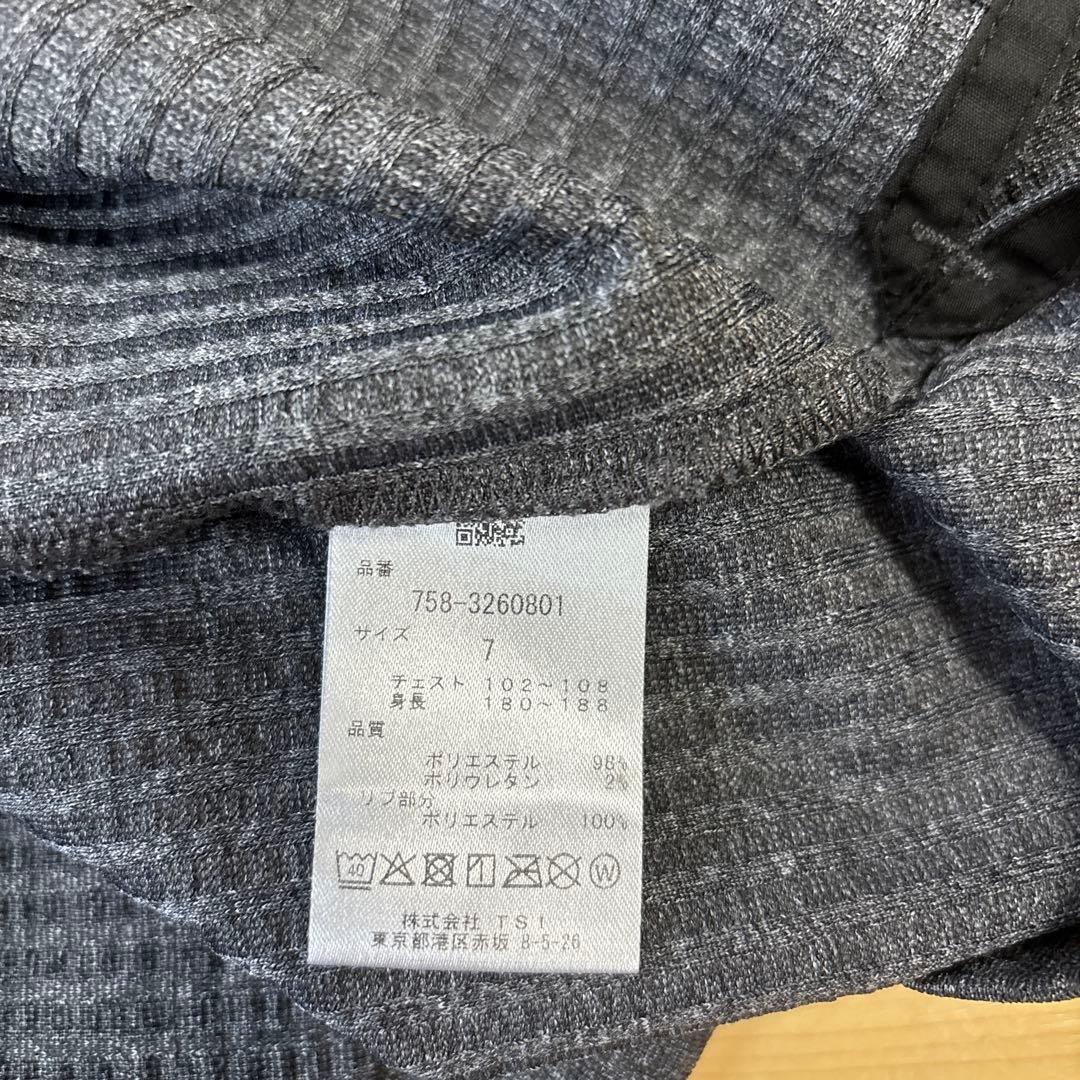 品番
758-3260801
サイズ
7
チェスト 102～108
身長 180～188
品質
ポリエステル 98%
ポリウレタン 2%
リブ部分
ポリエステル 100%
40
W
株式会社 TSI
東京都港区赤坂 8-5-26